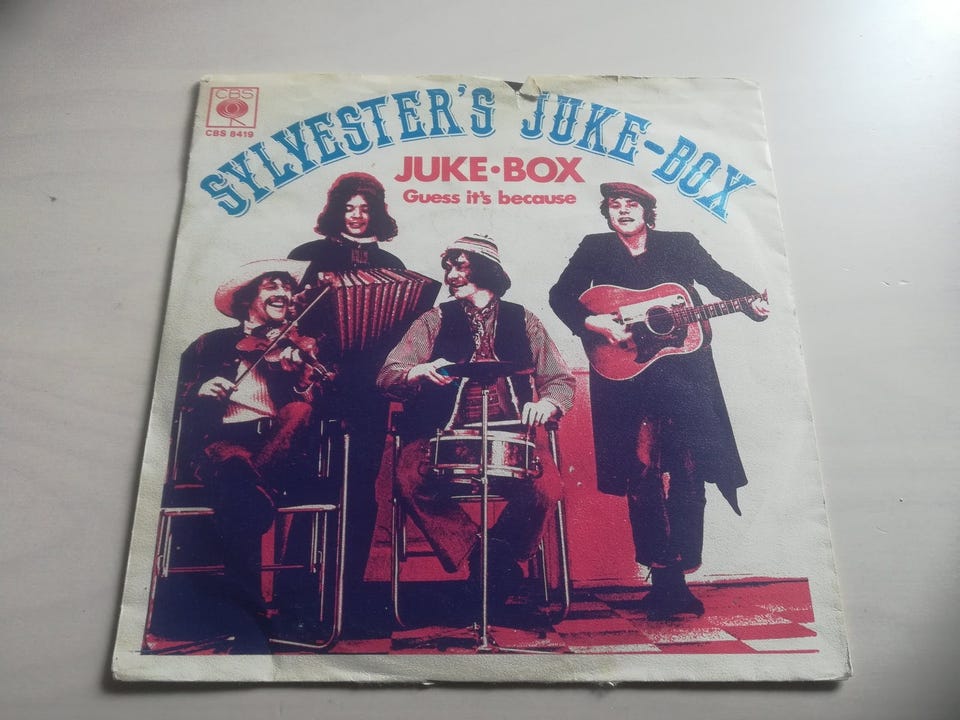 CBS
CBS 8419
SYLVESTER'S JUKE-BOX
JUKE·BOX
Guess it's because